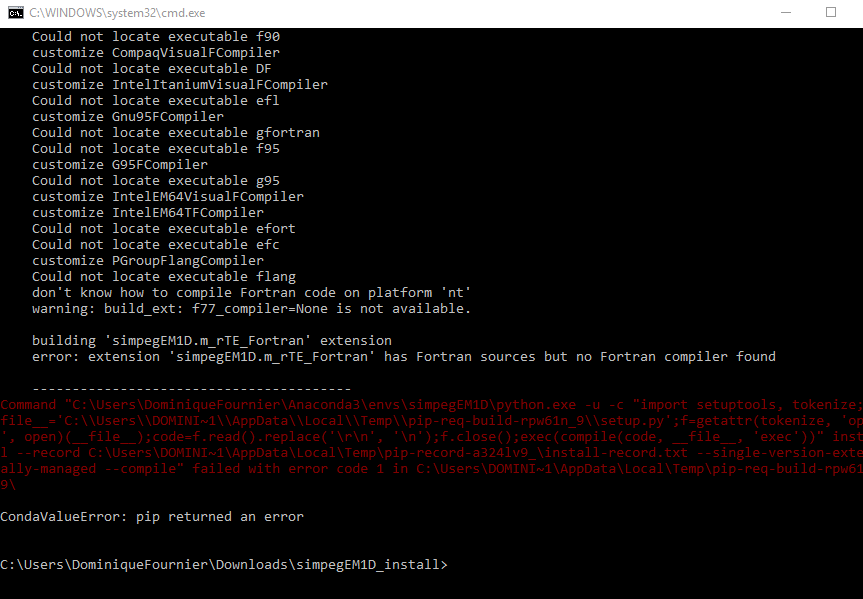 C:\WINDOWS\system32\cmd.exe
Could not locate executable f90
customize CompaqVisualFCompiler
Could not locate executable DF
customize IntelItaniumVisualFCompiler
Could not locate executable efl
customize Gnu95FCompiler
Could not locate executable gfortran
Could not locate executable f95
customize G95FCompiler
Could not locate executable g95
customize IntelEM64VisualFCompiler
customize IntelEM64TFCompiler
Could not locate executable efort
Could not locate executable efc
customize PGroupFlangCompiler
Could not locate executable flang
don't know how to compile Fortran code on platform 'nt'
warning: build_ext: f77_compiler=None is not available.
building 'simpegEM1D.m_rTE_Fortran' extension
error: extension 'simpegEM1D.m_rTE_Fortran' has Fortran sources but no Fortran compiler found
----------------------------------------
Command "C:\Users\DominiqueFournier\Anaconda3\envs\simpegEM1D\python.exe -u -c "import setuptools, tokenize;
file__='C:\\Users\\DOMINI~1\\AppData\\Local\\Temp\\pip-req-build-rpw61n_9\\setup.py';f=getattr(tokenize, 'op
', open)(__file__);code=f.read().replace('\r\n', '\n');f.close();exec(compile(code, __file__, 'exec'))" inst
l --record C:\Users\DOMINI~1\AppData\Local\Temp\pip-record-a324lv9_\install-record.txt --single-version-exte
ally-managed --compile" failed with error code 1 in C:\Users\DOMINI~1\AppData\Local\Temp\pip-req-build-rpw61
9\
CondaValueError: pip returned an error
C:\Users\DominiqueFournier\Downloads\simpegEM1D_install>